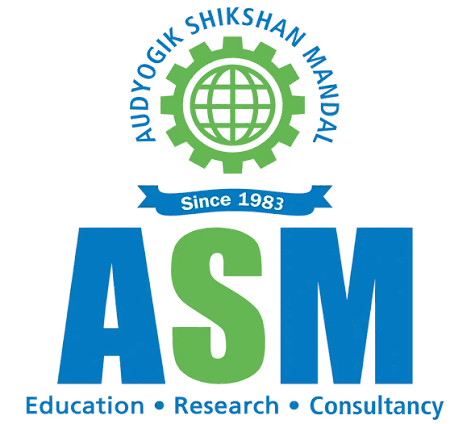 AUDYOGIK SHIKSHAN MANDAL
Since 1983
ASM
Education • Research • Consultancy